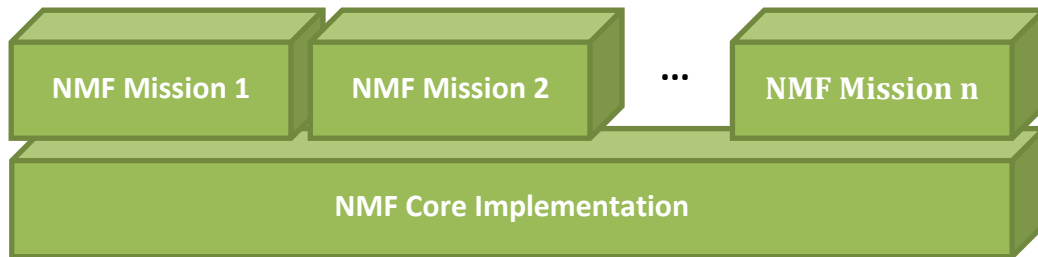 NMF Mission 1
NMF Mission 2
...
NMF Mission n
NMF Core Implementation